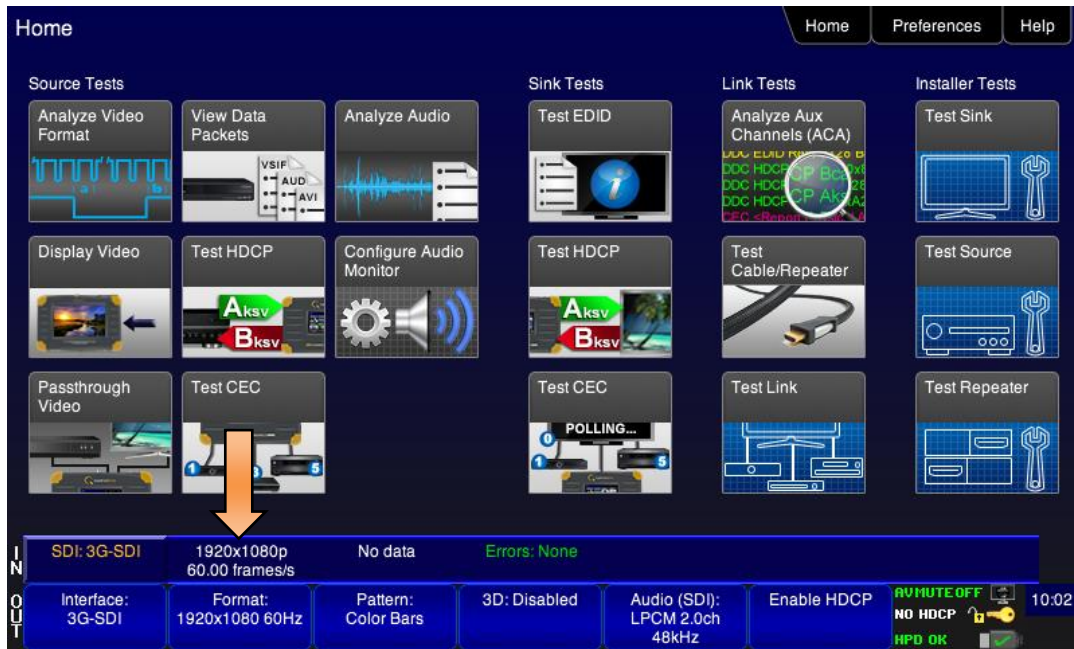 Home
Home
Preferences
Help
Source Tests
Sink Tests
Link Tests
Installer Tests
Analyze Video
Format
View Data
Packets
Analyze Audio
Test EDID
Analyze Aux
Channels (ACA)
Test Sink
VSIF
AUD
AVI
Display Video
Test HDCP
Configure Audio
Monitor
Test HDCP
Test
Cable/Repeater
Test Source
Aksv
Bksv
Aksv
Bksv
Passthrough
Video
Test CEC
Test CEC
Test Link
Test Repeater
POLLING...
0
1
5
1
5
IN
SDI: 3G-SDI
1920x1080p
60.00 frames/s
No data
Errors: None
OUT
Interface:
3G-SDI
Format:
1920x1080 60Hz
Pattern:
Color Bars
3D: Disabled
Audio (SDI):
LPCM 2.0ch
48kHz
Enable HDCP
AVMUTE OFF
NO HDCP
HPD OK
10:02